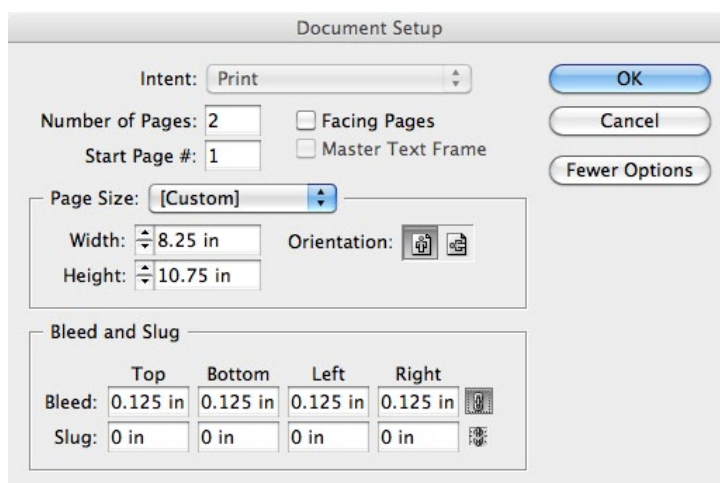 Document Setup
Intent: Print
OK
Number of Pages: 2
Facing Pages
Cancel
Start Page #: 1
Master Text Frame
Fewer Options
Page Size: [Custom]
Width: 8.25 in
Orientation:
Height: 10.75 in
Bleed and Slug
Top Bottom Left Right
Bleed: 0.125 in 0.125 in 0.125 in 0.125 in
Slug: 0 in 0 in 0 in 0 in